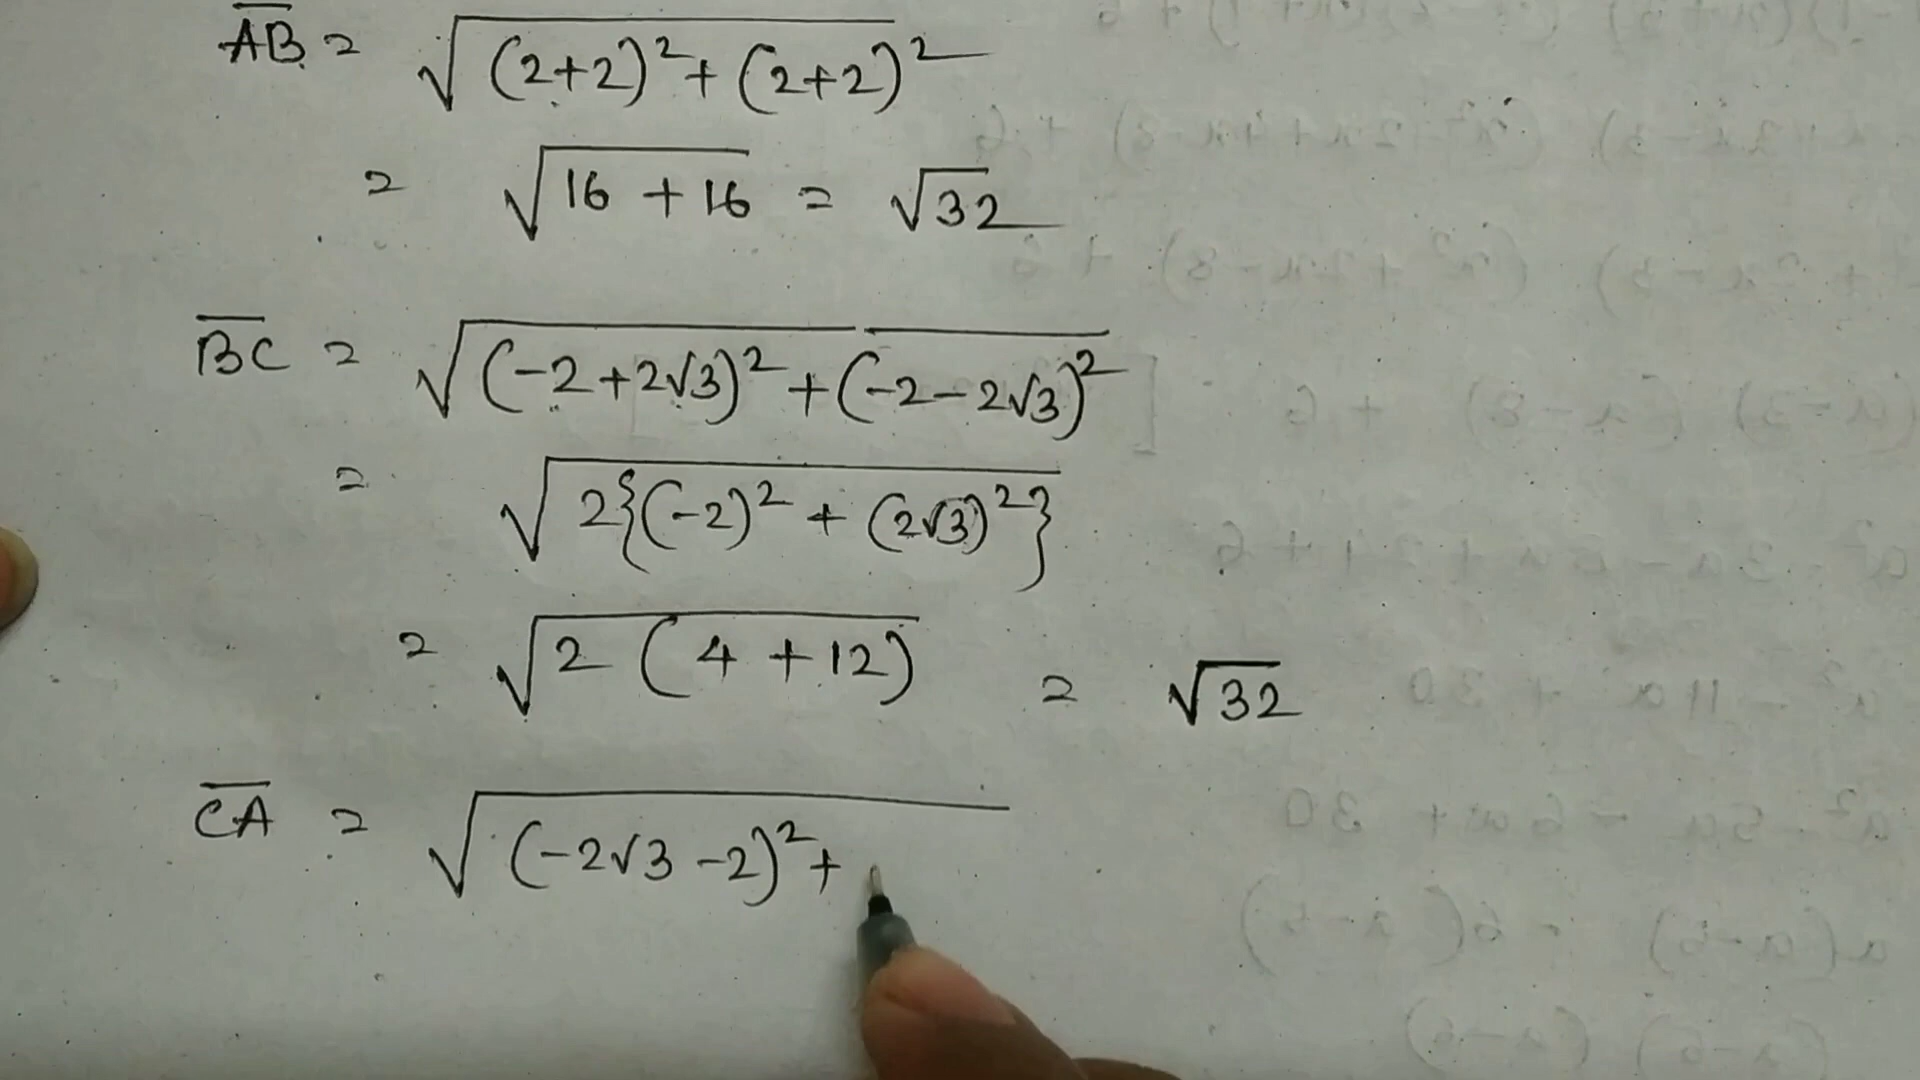 AB = √(2+2)² + (2+2)²
= √16 + 16 = √32
BC = √(-2+2√3)² + (-2-2√3)²
= √2{(-2)² + (2√3)²}
= √2 (4 + 12) = √32
CA = √(-2√3 -2)² +